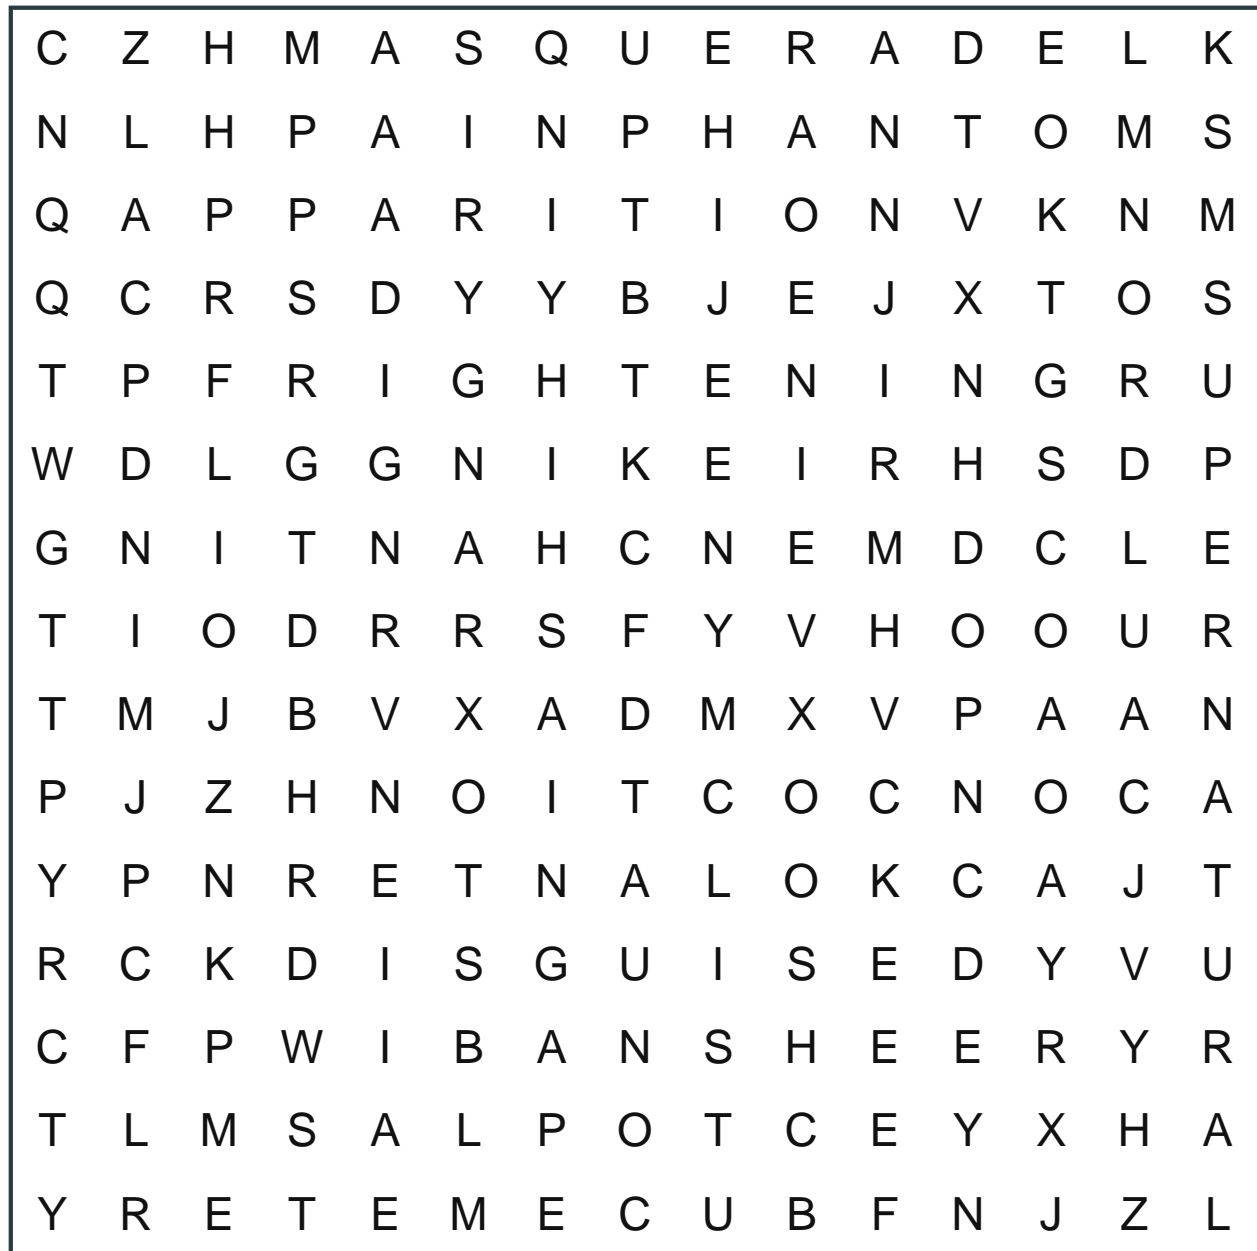 C Z H M A S Q U E R A D E L K
N L H P A I N P H A N T O M S
Q A P P A R I T I O N V K N M
Q C R S D Y Y B J E J X T O S
T P F R I G H T E N I N G R U
W D L G G N I K E I R H S D P
G N I T N A H C N E M D C L E
T I O D R R S F Y V H O O U R
T M J B V X A D M X V P A A N
P J Z H N O I T C O C N O C A
Y P N R E T N A L O K C A J T
R C K D I S G U I S E D Y V U
C F P W I B A N S H E E R Y R
T L M S A L P O T C E Y X H A
Y R E T E M E C U B F N J Z L